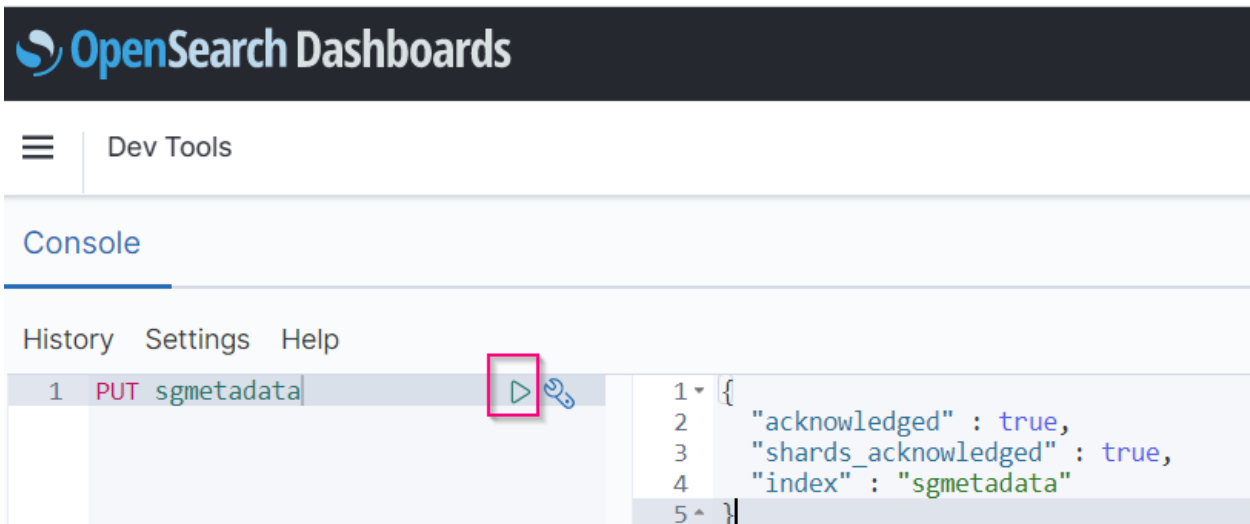 OpenSearch Dashboards
Dev Tools
Console
History Settings Help
1 PUT sgmetadata
1 {
2 "acknowledged" : true,
3 "shards_acknowledged" : true,
4 "index" : "sgmetadata"
5 }